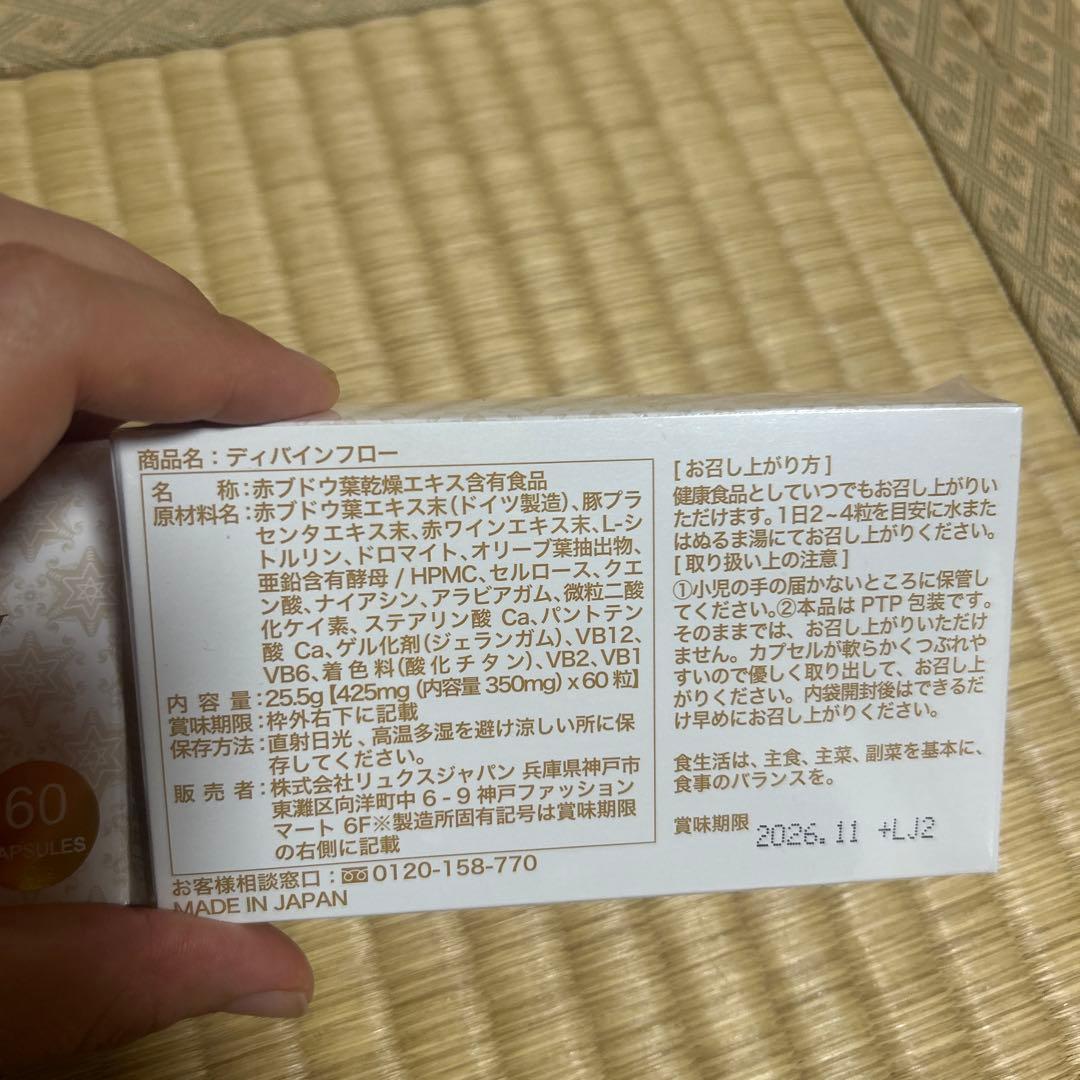 商品名：ディバインフロー
名　称：赤ブドウ葉乾燥エキス含有食品
原材料名：赤ブドウ葉エキス末（ドイツ製造）、豚プラ
センタエキス末、赤ワインエキス末、L-シ
トルリン、ドロマイト、オリーブ葉抽出物、
亜鉛含有酵母 / HPMC、セルロース、クエ
ン酸、ナイアシン、アラビアガム、微粒二酸
化ケイ素、ステアリン酸 Ca、パントテン
酸 Ca、ゲル化剤（ジェランガム）、VB12、
VB6、着色料（酸化チタン）、VB2、VB1
内 容 量：25.5g【425mg (内容量 350mg) x 60 粒】
賞味期限：枠外右下に記載
保存方法：直射日光、高温多湿を避け涼しい所に保
存してください。
販 売 者：株式会社リュクスジャパン 兵庫県神戸市
東灘区向洋町中 6 - 9 神戸ファッション
マート 6F※製造所固有記号は賞味期限
の右側に記載
お客様相談窓口：0120-158-770
MADE IN JAPAN
[ お召し上がり方 ]
健康食品としていつでもお召し上がりい
ただけます。1日2~4粒を目安に水また
はぬるま湯にてお召し上がりください。
[ 取り扱い上の注意 ]
①小児の手の届かないところに保管し
てください。②本品は PTP 包装です。
そのままでは、お召し上がりいただけ
ません。カプセルが軟らかくつぶれや
すいので優しく取り出して、お召し上
がりください。内袋開封後はできるだ
け早めにお召し上がりください。
食生活は、主食、主菜、副菜を基本に、
食事のバランスを。
賞味期限 2026.11 +LJ2
60
APSULES